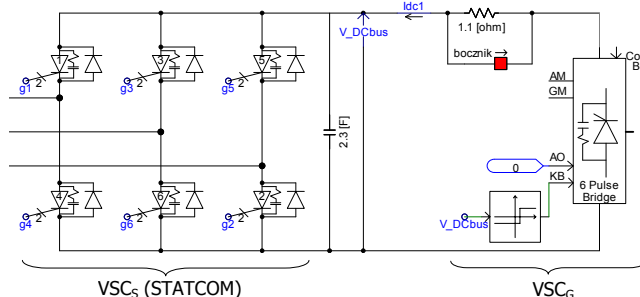 Idc1
V_DCbus
1.1 [ohm]
bocznik
Co
B
1
3
5
2
2
2
g1
g3
g5
AM
GM
2.3 [F]
AO
KB
0
6 Pulse
Bridge
4
6
2
2
2
2
g4
g6
g2
V_DCbus
VSCS (STATCOM)
VSCG